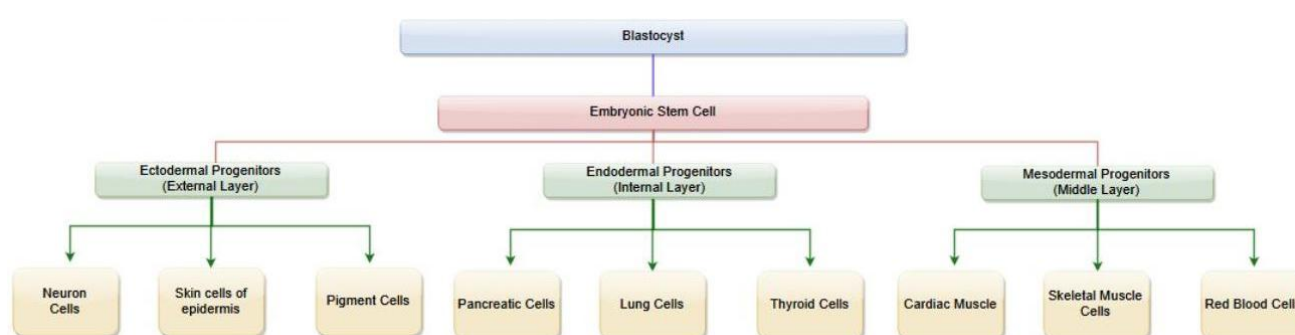 Blastocyst
Embryonic Stem Cell
Ectodermal Progenitors
(External Layer)
Endodermal Progenitors
(Internal Layer)
Mesodermal Progenitors
(Middle Layer)
Neuron
Cells
Skin cells of
epidermis
Pigment Cells
Pancreatic Cells
Lung Cells
Thyroid Cells
Cardiac Muscle
Skeletal Muscle
Cells
Red Blood Cell